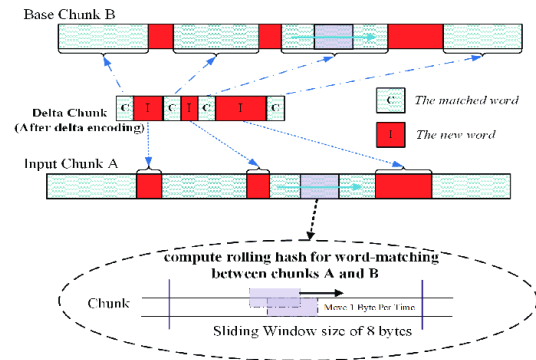 Base Chunk B
C I C I C I C
Delta Chunk
(After delta encoding)
C The matched word
I The new word
Input Chunk A
compute rolling hash for word-matching
between chunks A and B
Chunk
Move 1 Byte Per Time
Sliding Window size of 8 bytes